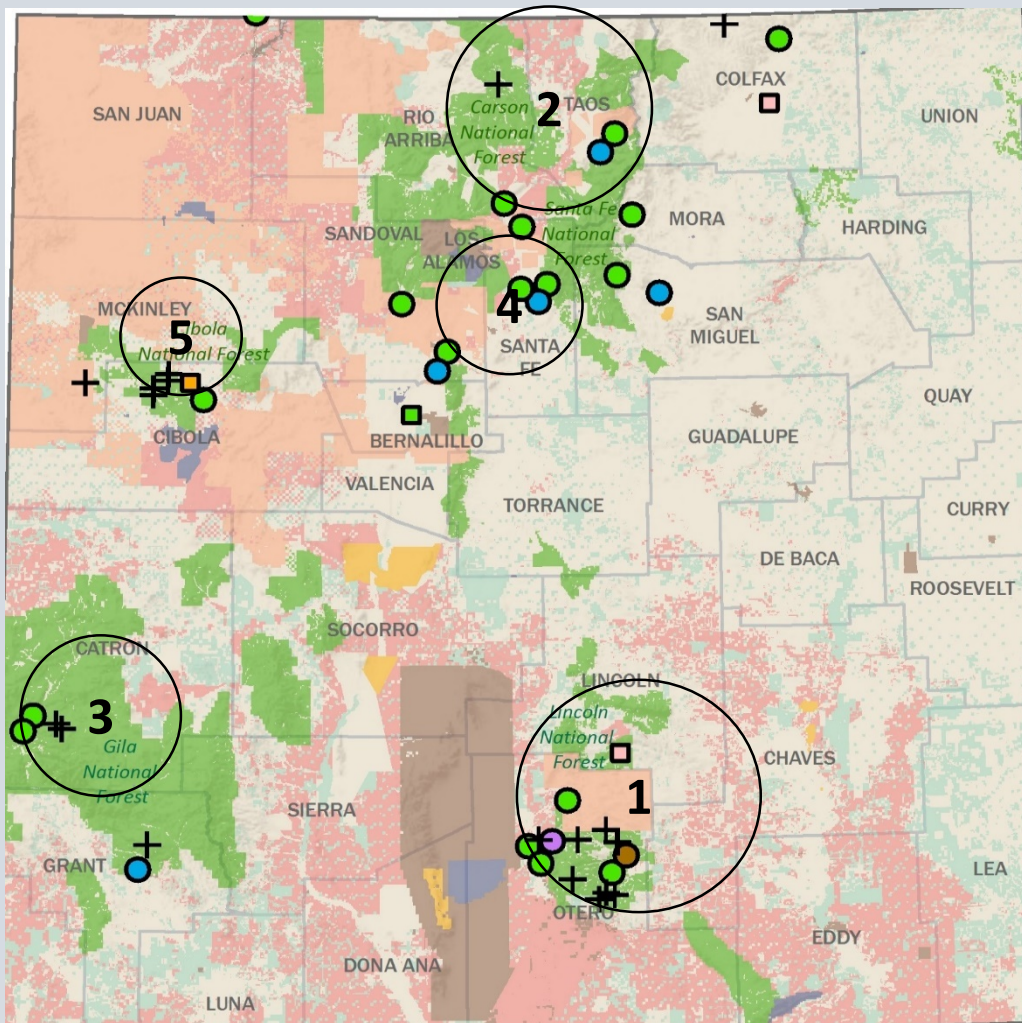 COLFAX
SAN JUAN
RIO
ARRIBA
Carson
National
Forest
2
TAOS
UNION
SANDOVAL
LOS
ALAMOS
Santa Fe
National
Forest
MORA
HARDING
MCKINLEY
5
ibola
National Forest
4
SANTA
FE
SAN
MIGUEL
QUAY
CIBOLA
BERNALILLO
GUADALUPE
VALENCIA
TORRANCE
CURRY
DE BACA
ROOSEVELT
SOCORRO
CATRON
LINCOLN
3
Gila
National
Forest
Lincoln
National
Forest
CHAVES
SIERRA
1
GRANT
LEA
OTERO
EDDY
DONA ANA
LUNA